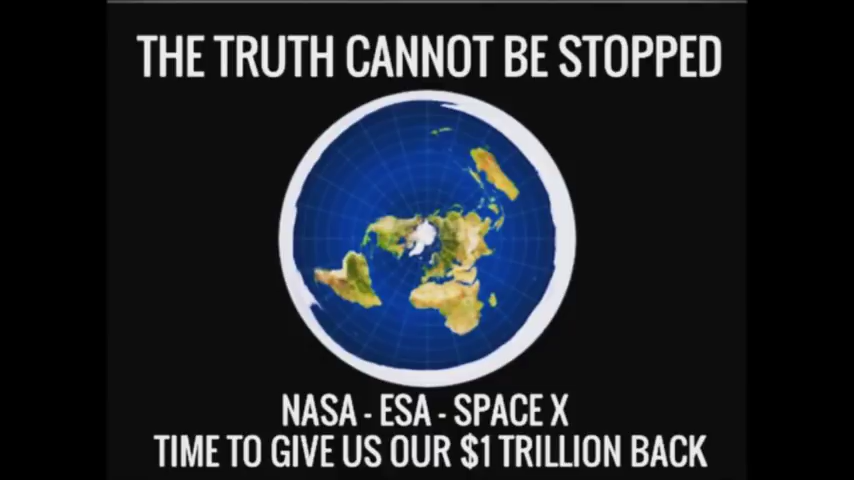 THE TRUTH CANNOT BE STOPPED
NASA - ESA - SPACE X
TIME TO GIVE US OUR $1 TRILLION BACK